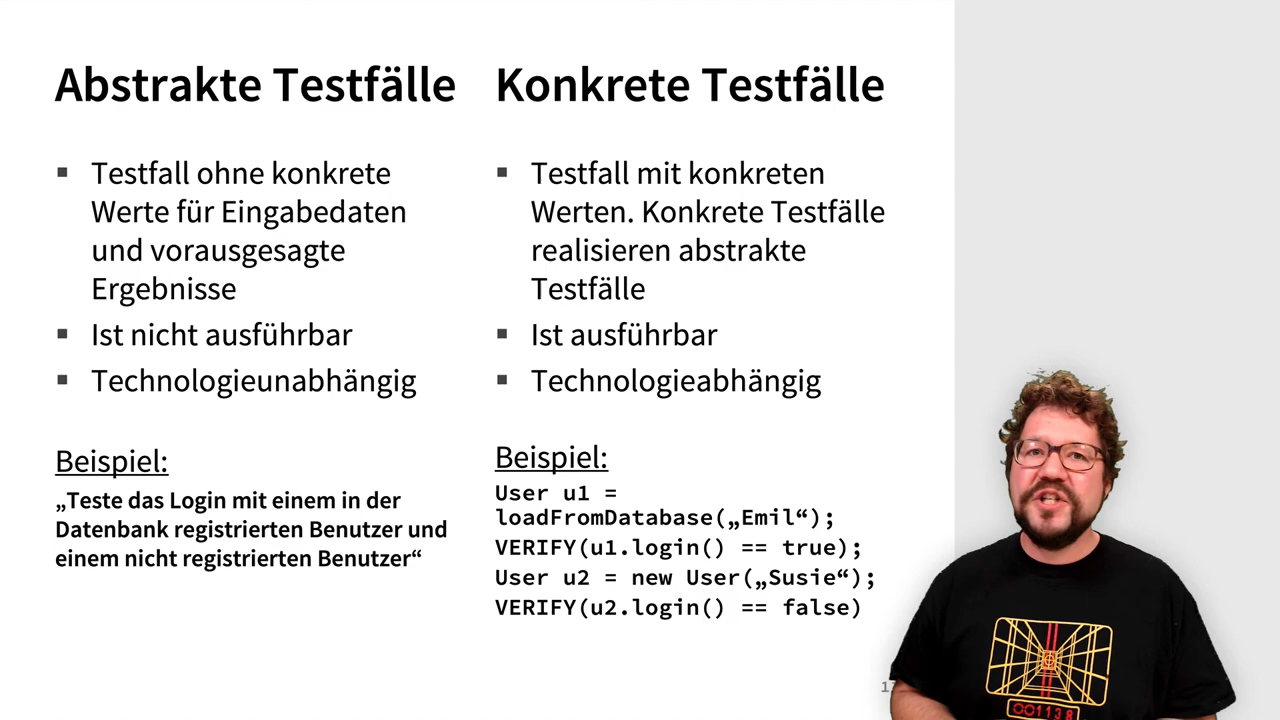 Abstrakte Testfälle
▪ Testfall ohne konkrete
Werte für Eingabedaten
und vorausgesagte
Ergebnisse
▪ Ist nicht ausführbar
▪ Technologieunabhängig
Beispiel:
„Teste das Login mit einem in der
Datenbank registrierten Benutzer und
einem nicht registrierten Benutzer“
Konkrete Testfälle
▪ Testfall mit konkreten
Werten. Konkrete Testfälle
realisieren abstrakte
Testfälle
▪ Ist ausführbar
▪ Technologieabhängig
Beispiel:
User u1 =
loadFromDatabase(„Emil“);
VERIFY(u1.login() == true);
User u2 = new User(„Susie“);
VERIFY(u2.login() == false)
001138